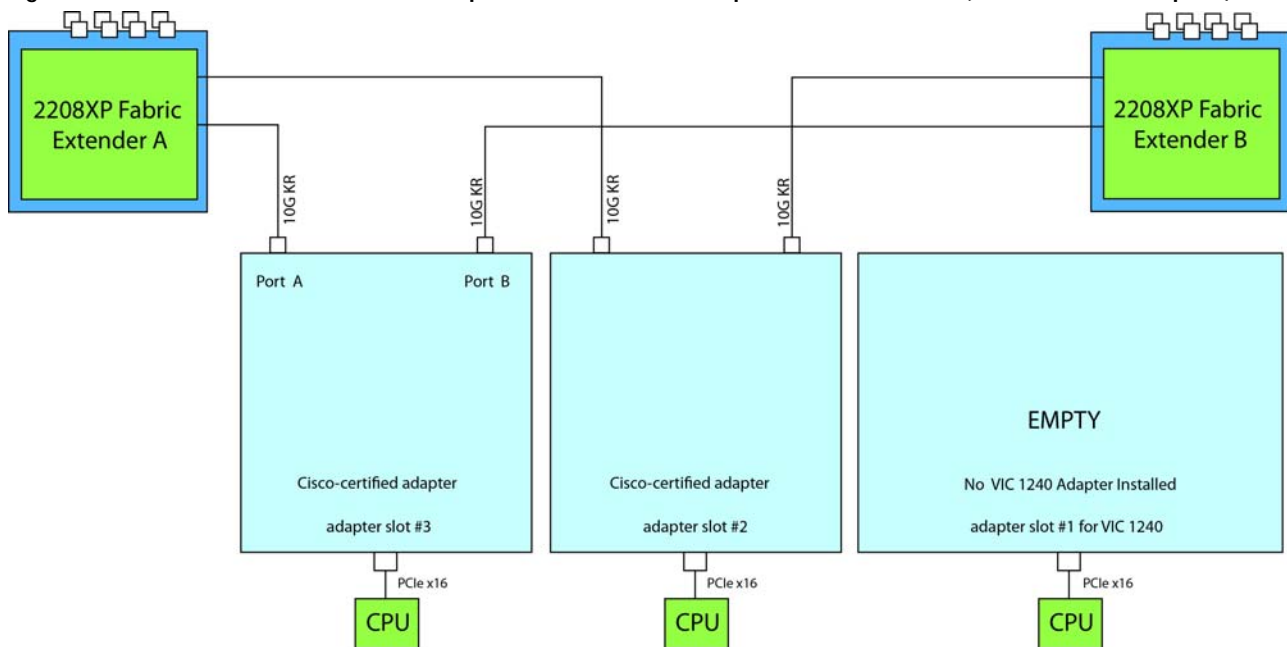 2208XP Fabric
Extender A
2208XP Fabric
Extender B
10G KR
10G KR
10G KR
10G KR
Port A
Port B
EMPTY
Cisco-certified adapter
adapter slot #3
Cisco-certified adapter
adapter slot #2
No VIC 1240 Adapter Installed
adapter slot #1 for VIC 1240
PCIe x16
PCIe x16
PCIe x16
CPU
CPU
CPU